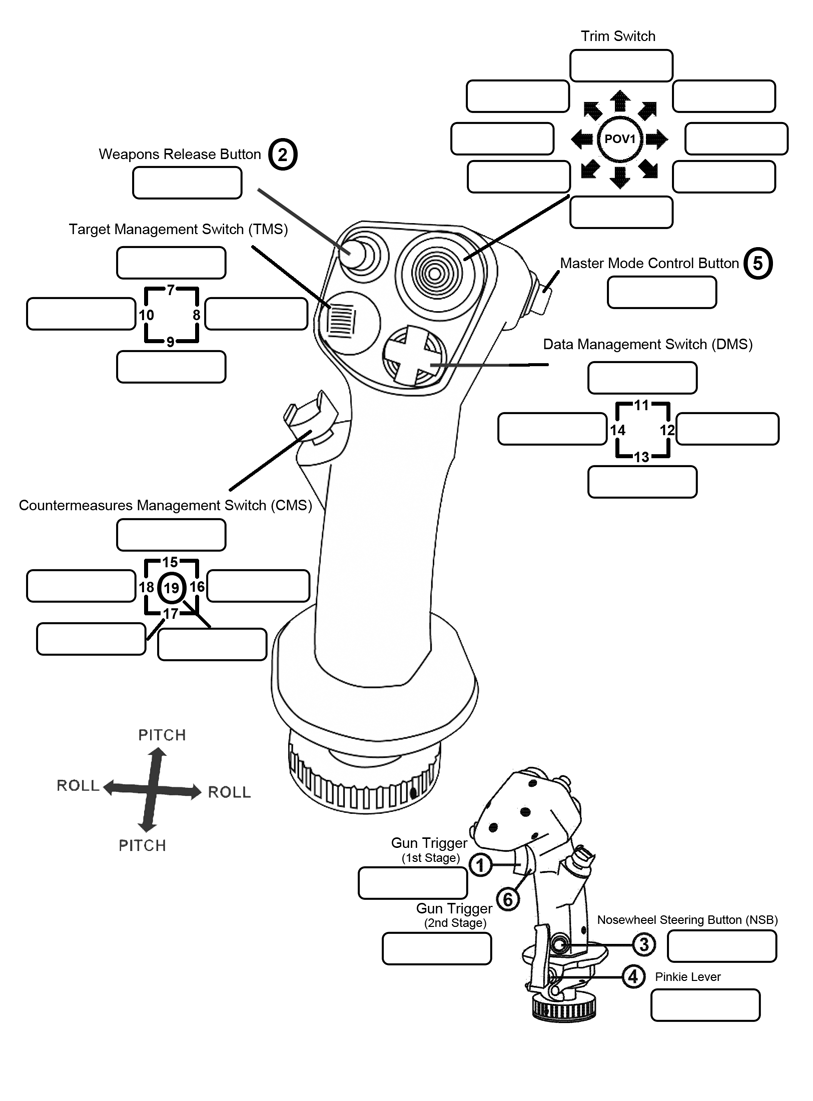 Trim Switch
POV1
Weapons Release Button 2
Target Management Switch (TMS)
7
10 8
9
Master Mode Control Button 5
Data Management Switch (DMS)
11
14 12
13
Countermeasures Management Switch (CMS)
15
18 19 16
17
PITCH
ROLL ROLL
PITCH
Gun Trigger
(1st Stage)
1
6
Gun Trigger
(2nd Stage)
Nosewheel Steering Button (NSB)
3
4 Pinkie Lever